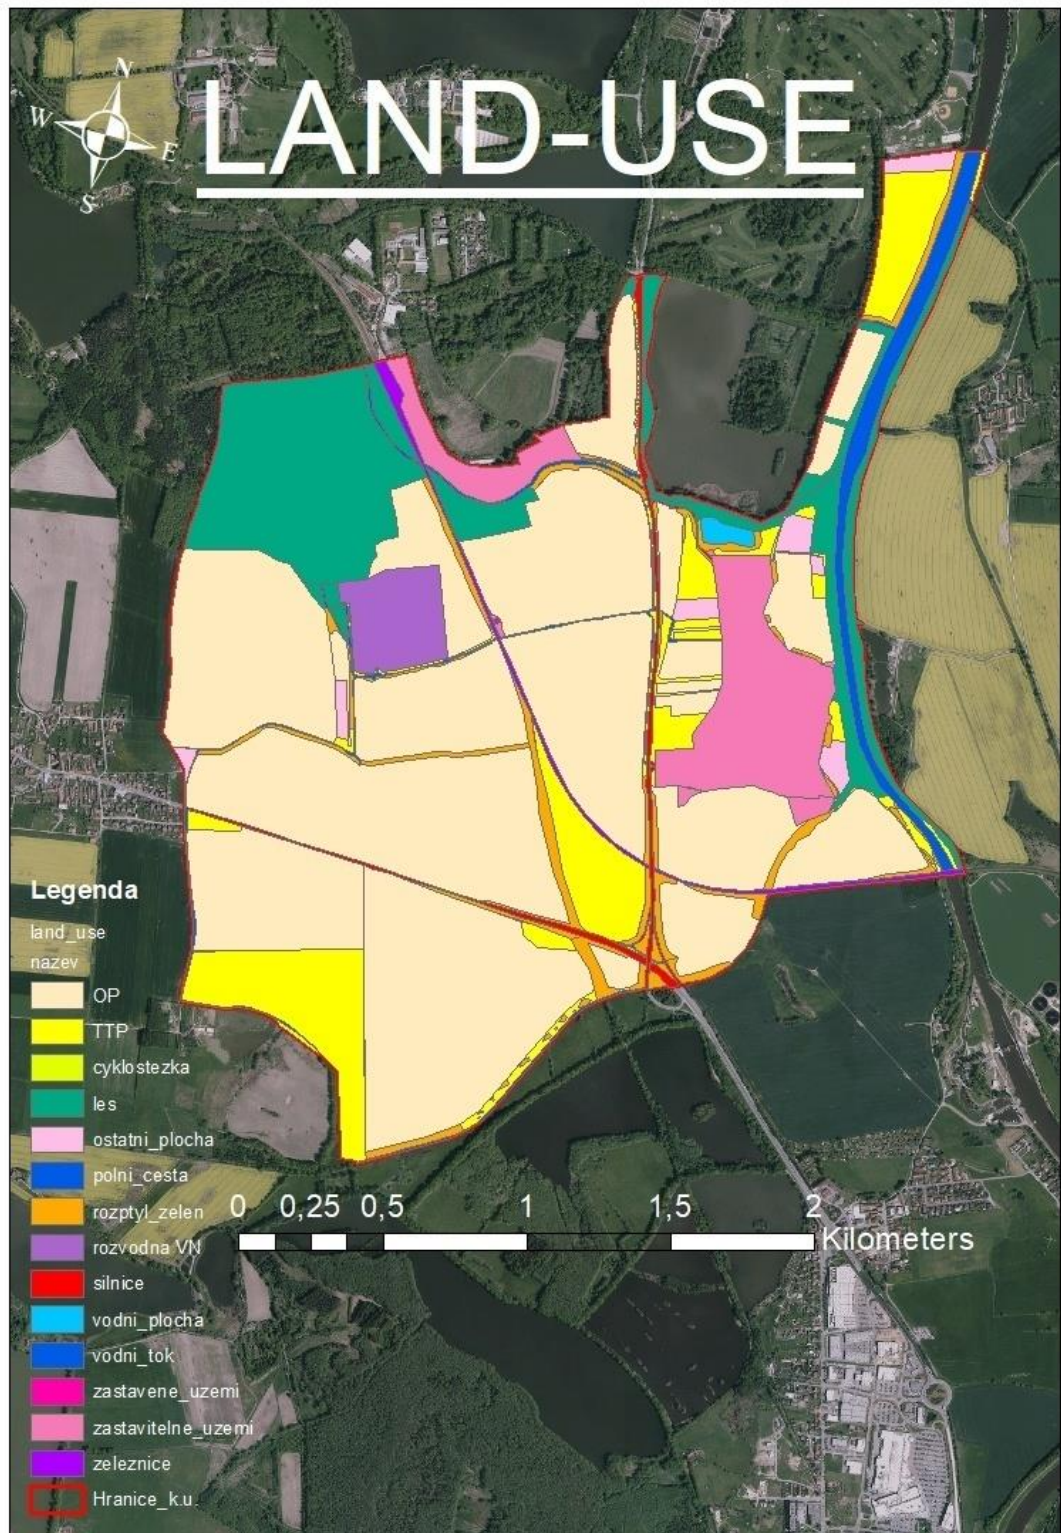 N
W
E
S
LAND-USE
Legenda
land_use
nazev
OP
TTP
cyklostezka
les
ostatni_plocha
polni_cesta
rozptyl_zelen
rozvodna VN
silnice
vodni_plocha
vodni_tok
zastavene_uzemi
zastavitelne_uzemi
zeleznice
Hranice_k.u.
0 0,25 0,5 1 1,5 2
Kilometers